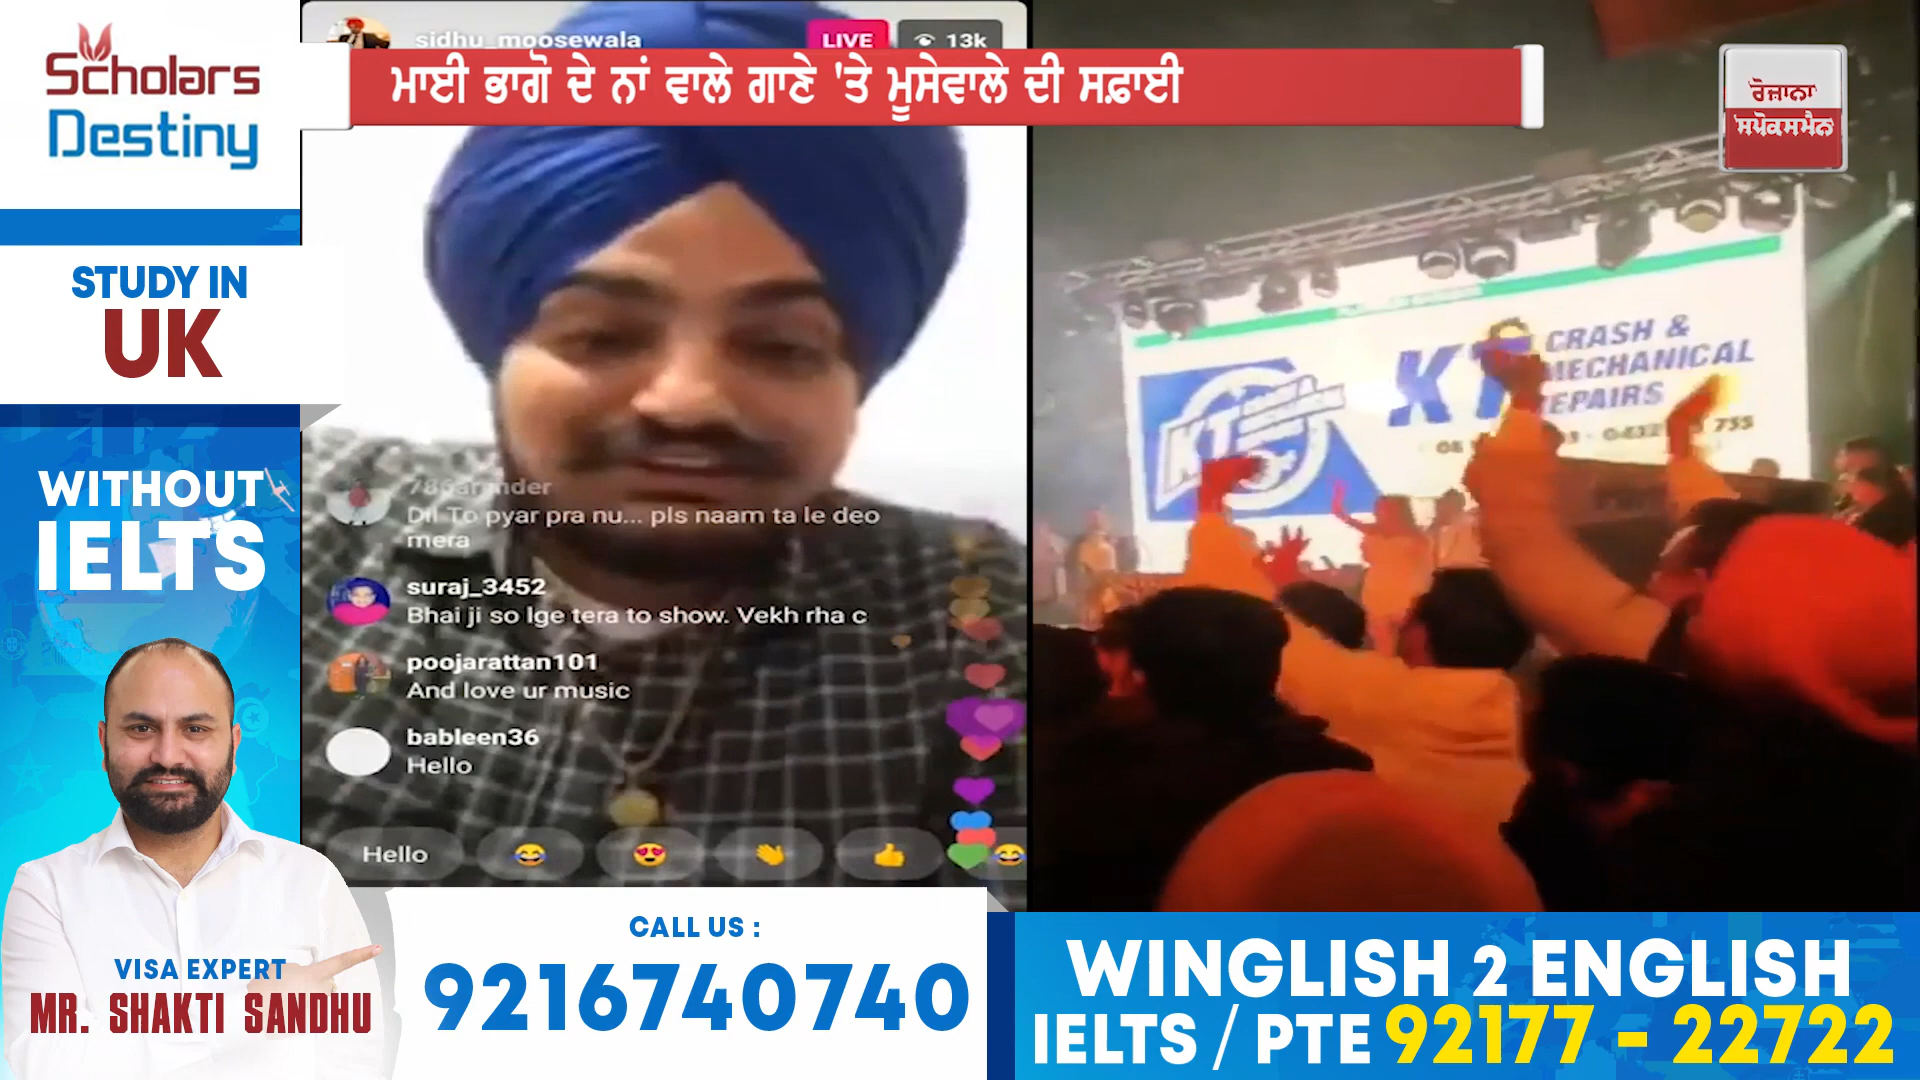 Scholars
Destiny
STUDY IN
UK
WITHOUT
IELTS
VISA EXPERT
MR. SHAKTI SANDHU
sidhu_moosewala
LIVE
13k
ਮਾਈ ਭਾਗੋ ਦੇ ਨਾਂ ਵਾਲੇ ਗਾਣੇ 'ਤੇ ਮੂਸੇਵਾਲੇ ਦੀ ਸਫ਼ਾਈ
ਰੋਜ਼ਾਨਾ
ਸਪੋਕਸਮੈਨ
Dil To pyar pra nu... pls naam ta le deo
mera
suraj_3452
Bhai ji so lge tera to show. Vekh rha c
poojarattan101
And love ur music
bableen36
Hello
Hello
KT
CRASH &
MECHANICAL
REPAIRS
KT
CALL US :
9216740740
WINGLISH 2 ENGLISH
IELTS / PTE 92177 - 22722